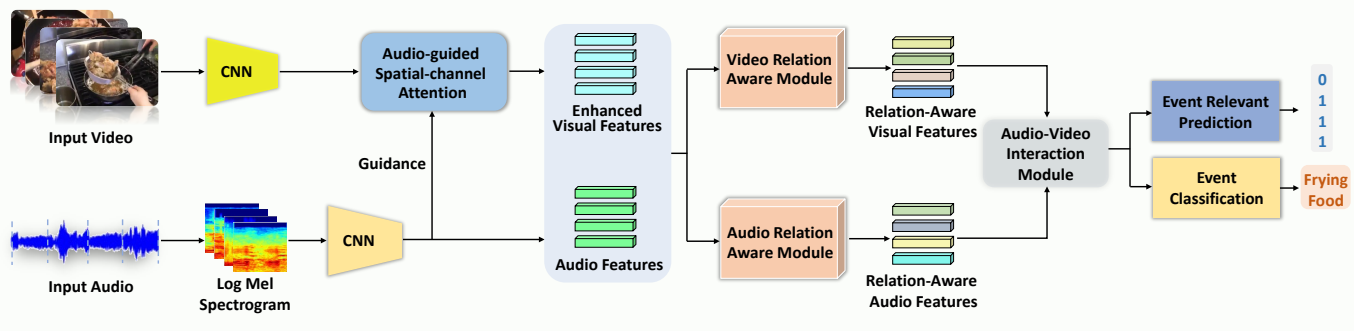 Input Video
CNN
Audio-guided
Spatial-channel
Attention
Guidance
Input Audio
Log Mel
Spectrogram
CNN
Enhanced
Visual Features
Audio Features
Video Relation
Aware Module
Relation-Aware
Visual Features
Audio Relation
Aware Module
Relation-Aware
Audio Features
Audio-Video
Interaction
Module
Event Relevant
Prediction
0
1
1
1
Event
Classification
Frying
Food